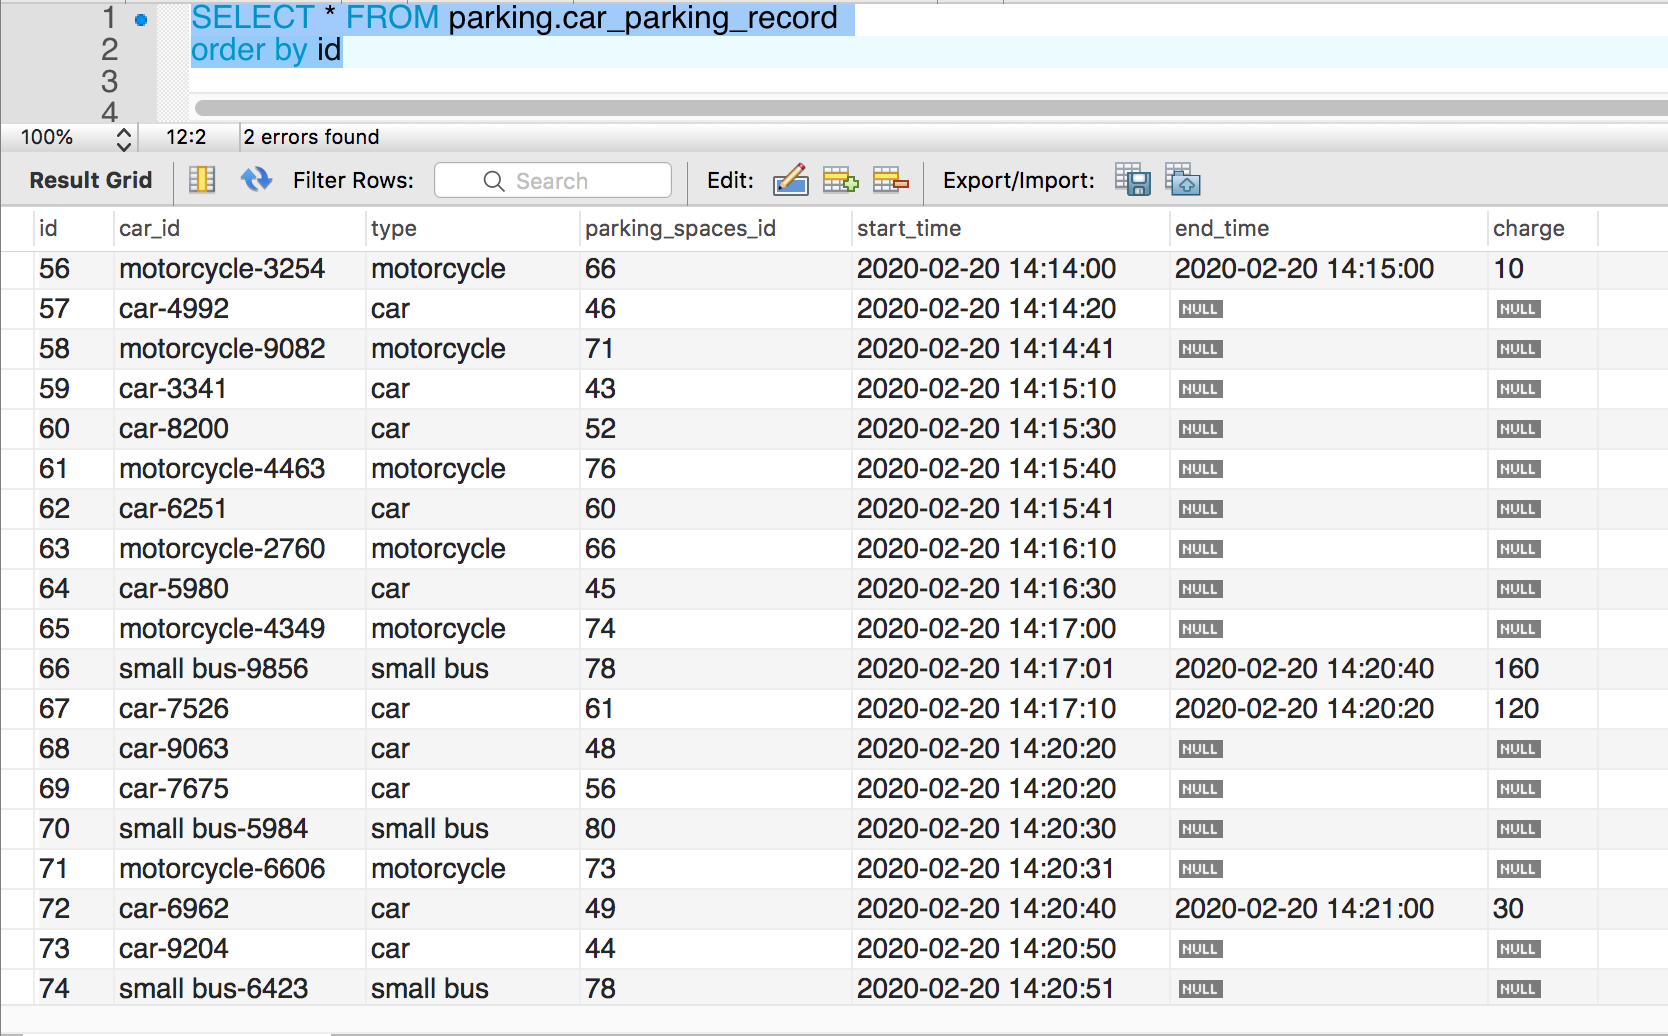 1 SELECT * FROM parking.car_parking_record
2 order by id
3
4
100% 12:2 2 errors found
Result Grid Filter Rows: Search Edit: Export/Import:
id car_id type parking_spaces_id start_time end_time charge
56 motorcycle-3254 motorcycle 66 2020-02-20 14:14:00 2020-02-20 14:15:00 10
57 car-4992 car 46 2020-02-20 14:14:20 NULL NULL
58 motorcycle-9082 motorcycle 71 2020-02-20 14:14:41 NULL NULL
59 car-3341 car 43 2020-02-20 14:15:10 NULL NULL
60 car-8200 car 52 2020-02-20 14:15:30 NULL NULL
61 motorcycle-4463 motorcycle 76 2020-02-20 14:15:40 NULL NULL
62 car-6251 car 60 2020-02-20 14:15:41 NULL NULL
63 motorcycle-2760 motorcycle 66 2020-02-20 14:16:10 NULL NULL
64 car-5980 car 45 2020-02-20 14:16:30 NULL NULL
65 motorcycle-4349 motorcycle 74 2020-02-20 14:17:00 NULL NULL
66 small bus-9856 small bus 78 2020-02-20 14:17:01 2020-02-20 14:20:40 160
67 car-7526 car 61 2020-02-20 14:17:10 2020-02-20 14:20:20 120
68 car-9063 car 48 2020-02-20 14:20:20 NULL NULL
69 car-7675 car 56 2020-02-20 14:20:20 NULL NULL
70 small bus-5984 small bus 80 2020-02-20 14:20:30 NULL NULL
71 motorcycle-6606 motorcycle 73 2020-02-20 14:20:31 NULL NULL
72 car-6962 car 49 2020-02-20 14:20:40 2020-02-20 14:21:00 30
73 car-9204 car 44 2020-02-20 14:20:50 NULL NULL
74 small bus-6423 small bus 78 2020-02-20 14:20:51 NULL NULL